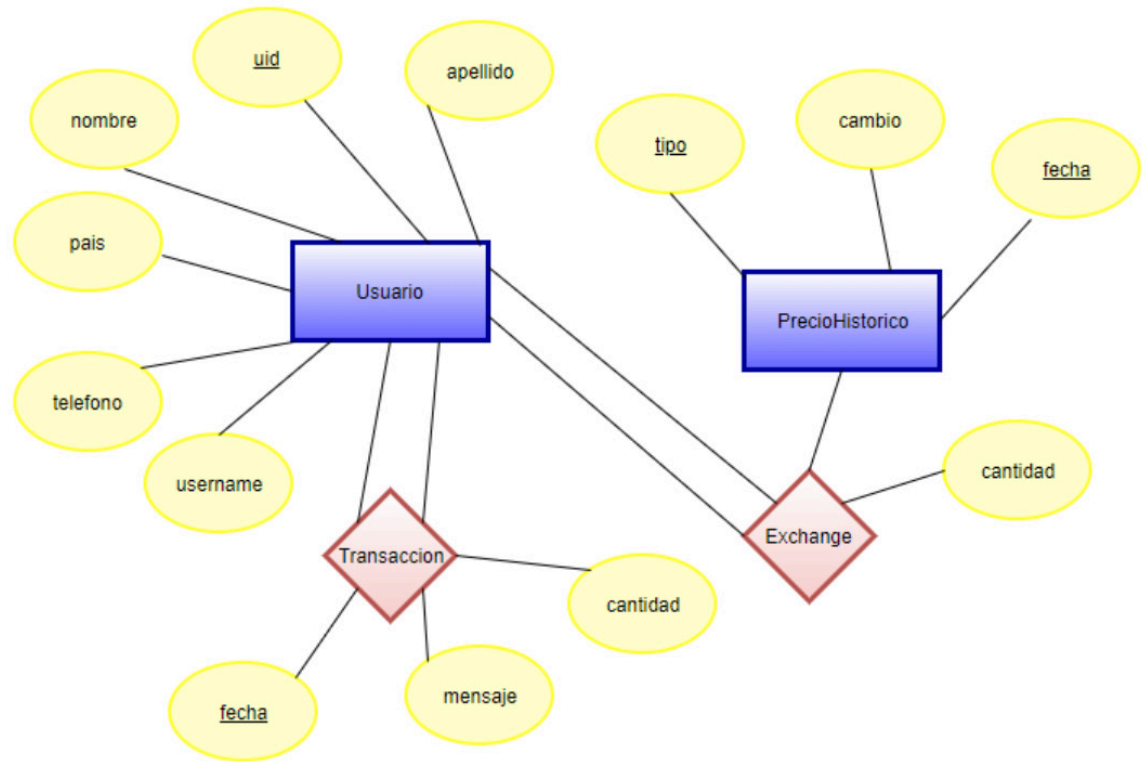 uid
apellido
nombre
cambio
tipo
fecha
pais
Usuario
PrecioHistorico
telefono
username
cantidad
Exchange
Transaccion
cantidad
mensaje
fecha